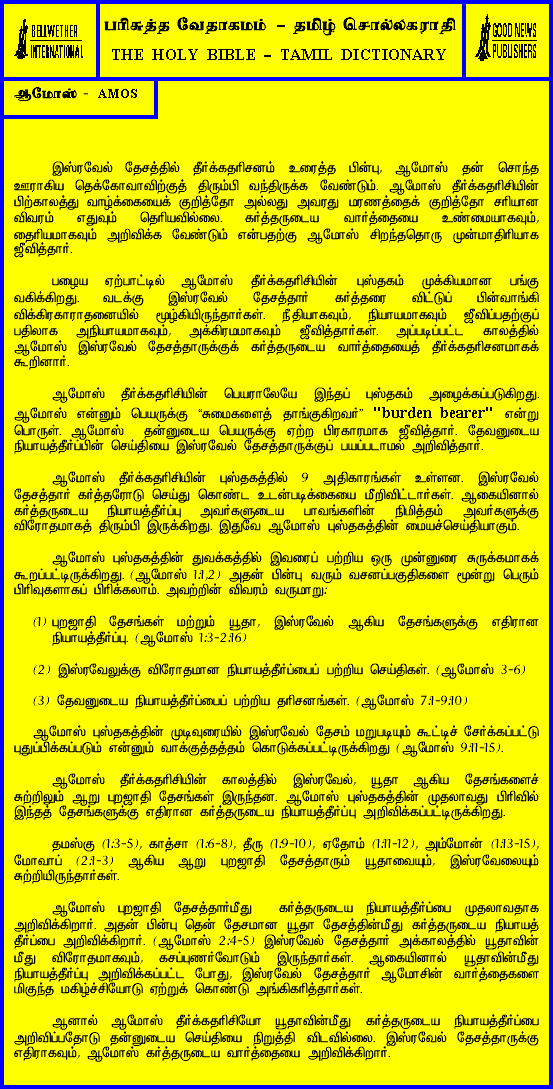 BELLWETHER
INTERNATIONAL
பரிசுத்த வேதாகமம் - தமிழ் சொல்லகராதி
THE HOLY BIBLE – TAMIL DICTIONARY
GOOD NEWS
PUBLISHERS
ஆமோஸ் - AMOS
இஸ்ரவேல் தேசத்தில் தீர்க்கதரிசனம் உரைத்த பின்பு, ஆமோஸ் தன் சொந்த
ஊராகிய தெக்கோவாவிற்குத் திரும்பி வந்திருக்க வேண்டும். ஆமோஸ் தீர்க்கதரிசியின்
பிற்காலத்து வாழ்க்கையைக் குறித்தோ அல்லது அவரது மரணத்தைக் குறித்தோ சரியான
விவரம் எதுவும் தெரியவில்லை. கர்த்தருடைய வார்த்தையை உண்மையாகவும்,
தைரியமாகவும் அறிவிக்க வேண்டும் என்பதற்கு ஆமோஸ் சிறந்ததொரு முன்மாதிரியாக
ஜீவித்தார்.
பழைய ஏற்பாட்டில் ஆமோஸ் தீர்க்கதரிசியின் புஸ்தகம் முக்கியமான பங்கு
வகிக்கிறது. வடக்கு இஸ்ரவேல் தேசத்தார் கர்த்தரை விட்டுப் பின்வாங்கி
விக்கிரகாராதனையில் மூழ்கியிருந்தார்கள். நீதியாகவும், நியாயமாகவும் ஜீவிப்பதற்குப்
பதிலாக அநியாயமாகவும், அக்கிரமமாகவும் ஜீவித்தார்கள். அப்படிப்பட்ட காலத்தில்
ஆமோஸ் இஸ்ரவேல் தேசத்தாருக்குக் கர்த்தருடைய வார்த்தையைத் தீர்க்கதரிசனமாகக்
கூறினார்.
ஆமோஸ் தீர்க்கதரிசியின் பெயராலேயே இந்தப் புஸ்தகம் அழைக்கப்படுகிறது.
ஆமோஸ் என்னும் பெயருக்கு “சுமைகளைத் தாங்குகிறவர்” "burden bearer" என்று
பொருள். ஆமோஸ் தன்னுடைய பெயருக்கு ஏற்ற பிரகாரமாக ஜீவித்தார். தேவனுடைய
நியாயத்தீர்ப்பின் செய்தியை இஸ்ரவேல் தேசத்தாருக்குப் பயப்படாமல் அறிவித்தார்.
ஆமோஸ் தீர்க்கதரிசியின் புஸ்தகத்தில் 9 அதிகாரங்கள் உள்ளன. இஸ்ரவேல்
தேசத்தார் கர்த்தரோடு செய்து கொண்ட உடன்படிக்கையை மீறிவிட்டார்கள். ஆகையினால்
கர்த்தருடைய நியாயத்தீர்ப்பு அவர்களுடைய பாவங்களின் நிமித்தம் அவர்களுக்கு
விரோதமாகத் திரும்பி இருக்கிறது. இதுவே ஆமோஸ் புஸ்தகத்தின் மையச்செய்தியாகும்.
ஆமோஸ் புஸ்தகத்தின் துவக்கத்தில் இவரைப் பற்றிய ஒரு முன்னுரை சுருக்கமாகக்
கூறப்பட்டிருக்கிறது. (ஆமோஸ் 1:1,2) அதன் பின்பு வரும் வசனப்பகுதிகளை மூன்று பெரும்
பிரிவுகளாகப் பிரிக்கலாம். அவற்றின் விவரம் வருமாறு:
(1) புறஜாதி தேசங்கள் மற்றும் யூதா, இஸ்ரவேல் ஆகிய தேசங்களுக்கு எதிரான
நியாயத்தீர்ப்பு. (ஆமோஸ் 1:3-2:16)
(2) இஸ்ரவேலுக்கு விரோதமான நியாயத்தீர்ப்பைப் பற்றிய செய்திகள். (ஆமோஸ் 3-6)
(3) தேவனுடைய நியாயத்தீர்ப்பைப் பற்றிய தரிசனங்கள். (ஆமோஸ் 7:1-9:10)
ஆமோஸ் புஸ்தகத்தின் முடிவுரையில் இஸ்ரவேல் தேசம் மறுபடியும் கூட்டிச் சேர்க்கப்பட்டு
புதுப்பிக்கப்படும் என்னும் வாக்குத்தத்தம் கொடுக்கப்பட்டிருக்கிறது (ஆமோஸ் 9:11-15).
ஆமோஸ் தீர்க்கதரிசியின் காலத்தில் இஸ்ரவேல், யூதா ஆகிய தேசங்களைச்
சுற்றிலும் ஆறு புறஜாதி தேசங்கள் இருந்தன. ஆமோஸ் புஸ்தகத்தின் முதலாவது பிரிவில்
இந்தத் தேசங்களுக்கு எதிரான கர்த்தருடைய நியாயத்தீர்ப்பு அறிவிக்கப்பட்டிருக்கிறது.
தமஸ்கு (1:3-5), காத்சா (1:6-8), தீரு (1:9-10), ஏதோம் (1:11-12), அம்மோன் (1:13-15),
மோவாப் (2:1-3) ஆகிய ஆறு புறஜாதி தேசத்தாரும் யூதாவையும், இஸ்ரவேலையும்
சுற்றியிருந்தார்கள்.
ஆமோஸ் புறஜாதி தேசத்தார்மீது கர்த்தருடைய நியாயத்தீர்ப்பை முதலாவதாக
அறிவிக்கிறார். அதன் பின்பு தென் தேசமான யூதா தேசத்தின்மீது கர்த்தருடைய நியாயத்
தீர்ப்பை அறிவிக்கிறார். (ஆமோஸ் 2:4-5) இஸ்ரவேல் தேசத்தார் அக்காலத்தில் யூதாவின்
மீது விரோதமாகவும், கசப்புணர்வோடும் இருந்தார்கள். ஆகையினால் யூதாவின்மீது
நியாயத்தீர்ப்பு அறிவிக்கப்பட்ட போது, இஸ்ரவேல் தேசத்தார் ஆமோசின் வார்த்தைகளை
மிகுந்த மகிழ்ச்சியோடு ஏற்றுக் கொண்டு அங்கிகரித்தார்கள்.
ஆனால் ஆமோஸ் தீர்க்கதரிசியோ யூதாவின்மீது கர்த்தருடைய நியாயத்தீர்ப்பை
அறிவிப்பதோடு தன்னுடைய செய்தியை நிறுத்தி விடவில்லை. இஸ்ரவேல் தேசத்தாருக்கு
எதிராகவும், ஆமோஸ் கர்த்தருடைய வார்த்தையை அறிவிக்கிறார்.